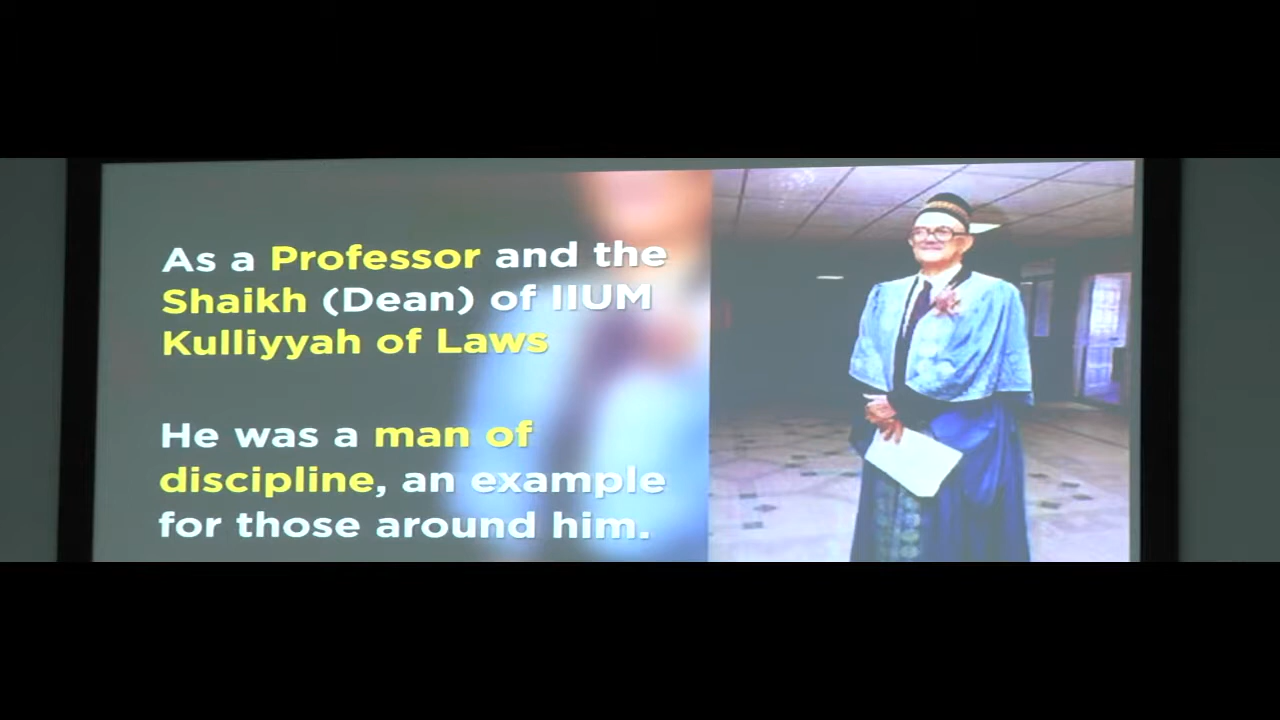 As a Professor and the
Shaikh (Dean) of IIUM
Kulliyyah of Laws
He was a man of
discipline, an example
for those around him.